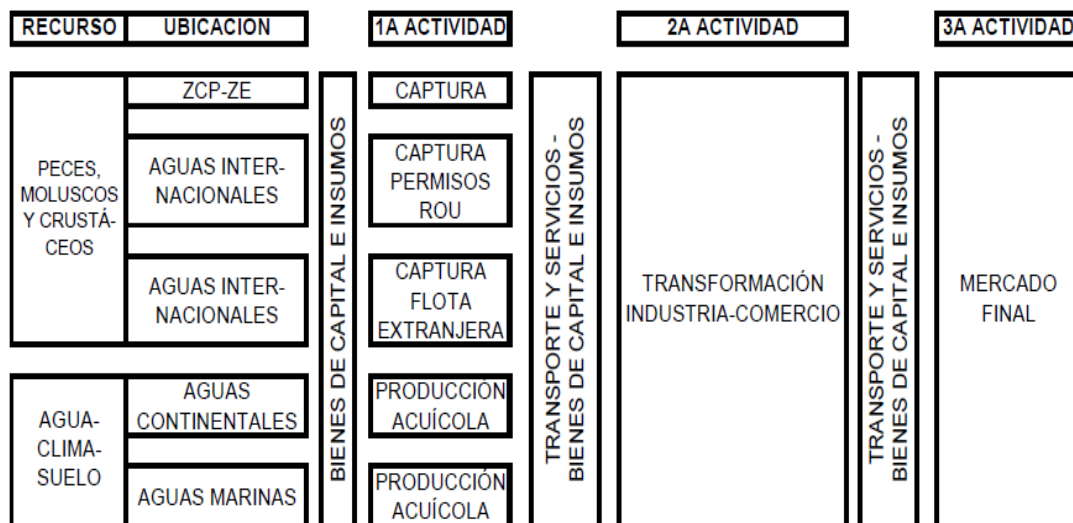 RECURSO UBICACION 1A ACTIVIDAD 2A ACTIVIDAD 3A ACTIVIDAD
PECES,
MOLUSCOS
Y CRUSTÁ-
CEOS
ZCP-ZE
AGUAS INTER-
NACIONALES
AGUAS INTER-
NACIONALES
AGUA-
CLIMA-
SUELO
AGUAS
CONTINENTALES
AGUAS MARINAS
BIENES DE CAPITAL E INSUMOS
CAPTURA
CAPTURA
PERMISOS
ROU
CAPTURA
FLOTA
EXTRANJERA
PRODUCCIÓN
ACUÍCOLA
PRODUCCIÓN
ACUÍCOLA
TRANSPORTE Y SERVICIOS -
BIENES DE CAPITAL E INSUMOS
TRANSFORMACIÓN
INDUSTRIA-COMERCIO
TRANSPORTE Y SERVICIOS -
BIENES DE CAPITAL E INSUMOS
MERCADO
FINAL